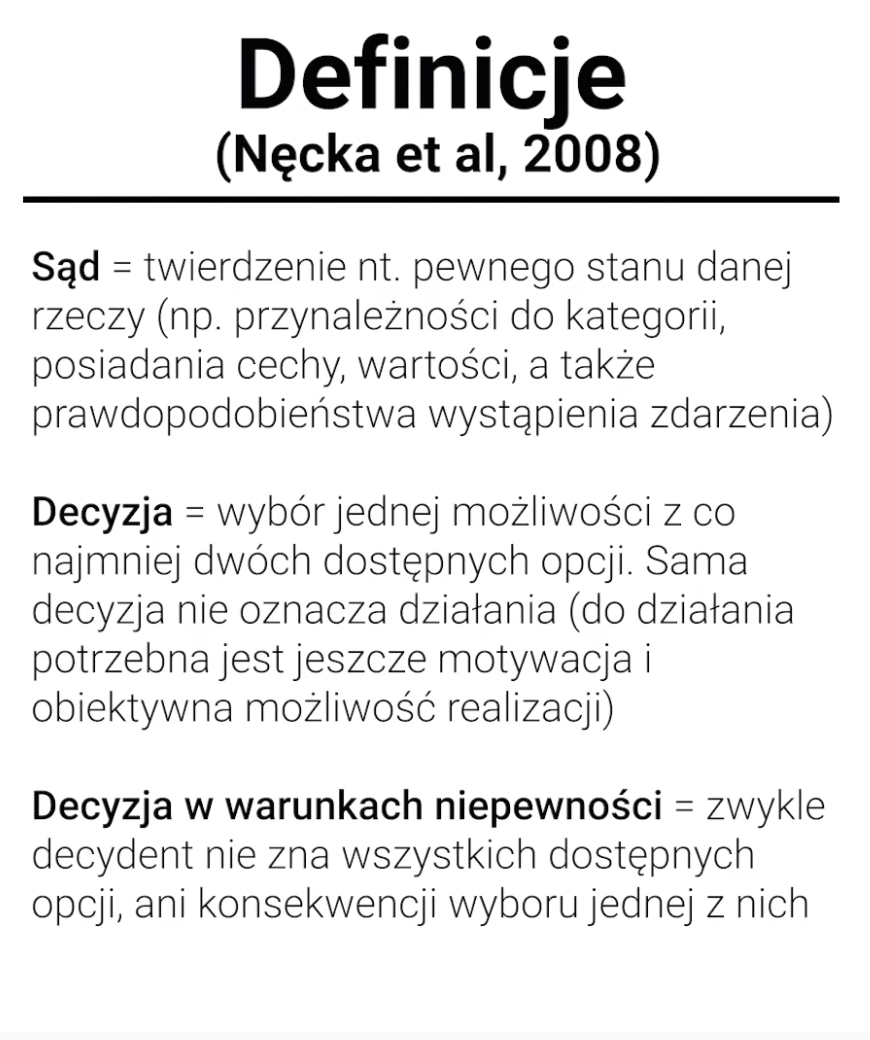 Definicje
(Nęcka et al, 2008)
Sąd = twierdzenie nt. pewnego stanu danej
rzeczy (np. przynależności do kategorii,
posiadania cechy, wartości, a także
prawdopodobieństwa wystąpienia zdarzenia)
Decyzja = wybór jednej możliwości z co
najmniej dwóch dostępnych opcji. Sama
decyzja nie oznacza działania (do działania
potrzebna jest jeszcze motywacja i
obiektywna możliwość realizacji)
Decyzja w warunkach niepewności = zwykle
decydent nie zna wszystkich dostępnych
opcji, ani konsekwencji wyboru jednej z nich